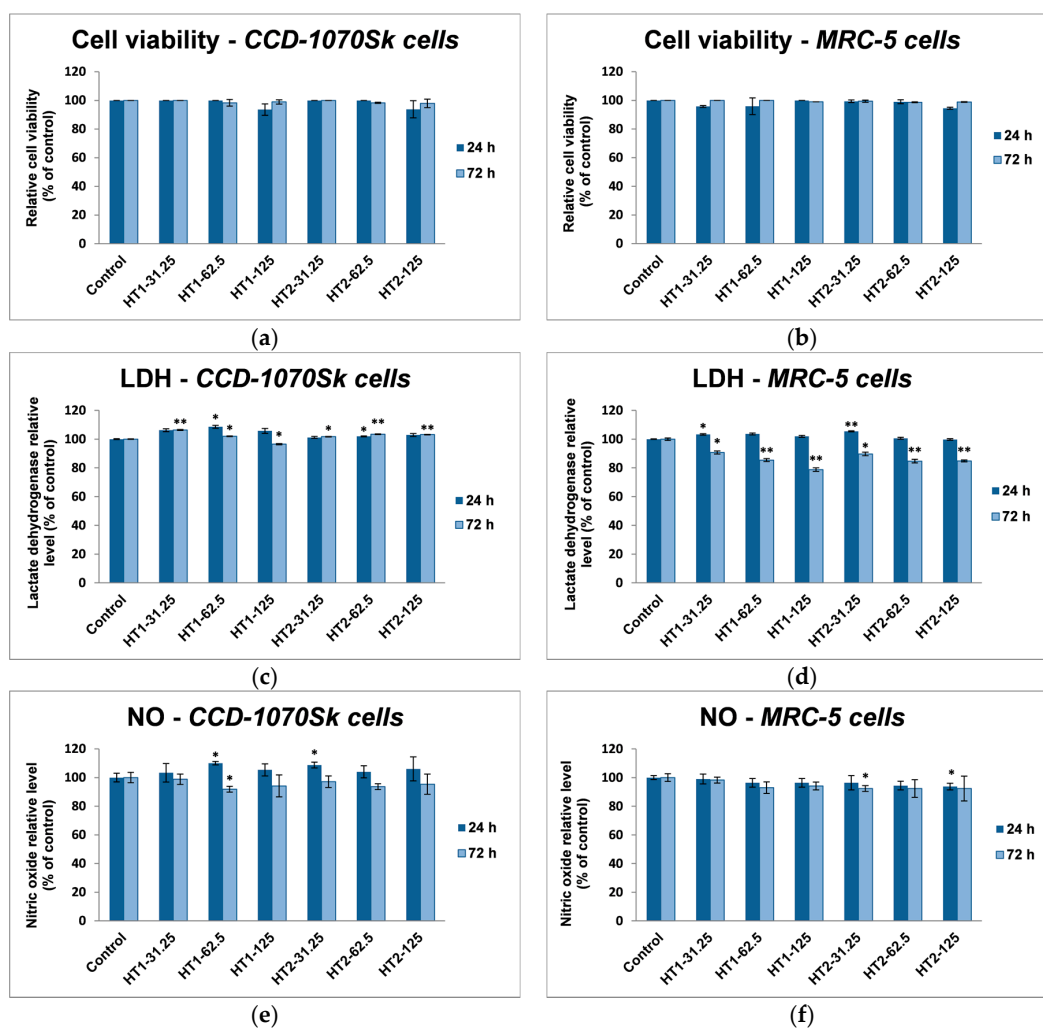 Cell viability - CCD-1070Sk cells
Relative cell viability
(% of control)
120
100
80
60
40
20
0
Control
HT1-31.25
HT1-62.5
HT1-125
HT2-31.25
HT2-62.5
HT2-125
24 h
72 h
(a)
Cell viability - MRC-5 cells
Relative cell viability
(% of control)
120
100
80
60
40
20
0
Control
HT1-31.25
HT1-62.5
HT1-125
HT2-31.25
HT2-62.5
HT2-125
24 h
72 h
(b)
LDH - CCD-1070Sk cells
Lactate dehydrogenase relative
level (% of control)
120
100
80
60
40
20
0
** * * * * * ** **
Control
HT1-31.25
HT1-62.5
HT1-125
HT2-31.25
HT2-62.5
HT2-125
24 h
72 h
(c)
LDH - MRC-5 cells
Lactate dehydrogenase relative
level (% of control)
120
100
80
60
40
20
0
* * ** ** ** * ** **
Control
HT1-31.25
HT1-62.5
HT1-125
HT2-31.25
HT2-62.5
HT2-125
24 h
72 h
(d)
NO - CCD-1070Sk cells
Nitric oxide relative level
(% of control)
120
100
80
60
40
20
0
* * *
Control
HT1-31.25
HT1-62.5
HT1-125
HT2-31.25
HT2-62.5
HT2-125
24 h
72 h
(e)
NO - MRC-5 cells
Nitric oxide relative level
(% of control)
120
100
80
60
40
20
0
* *
Control
HT1-31.25
HT1-62.5
HT1-125
HT2-31.25
HT2-62.5
HT2-125
24 h
72 h
(f)